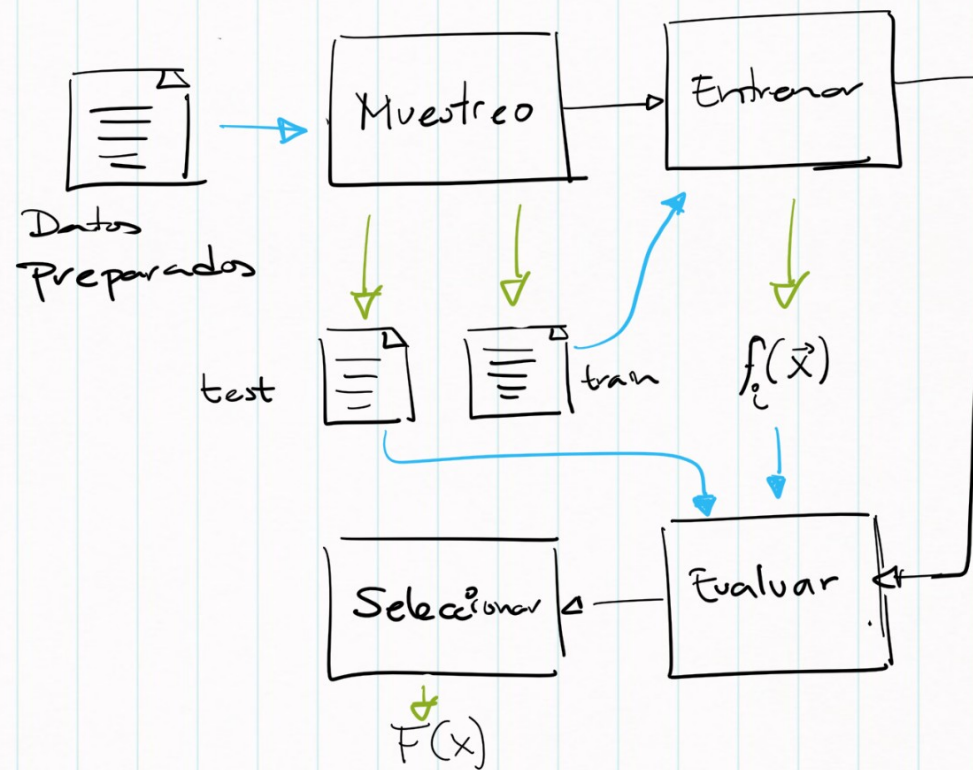 Muestreo
Entrenar
Datos
Preparados
test
train
fᵢ(x⃗)
Seleccionar
Evaluar
F(x)